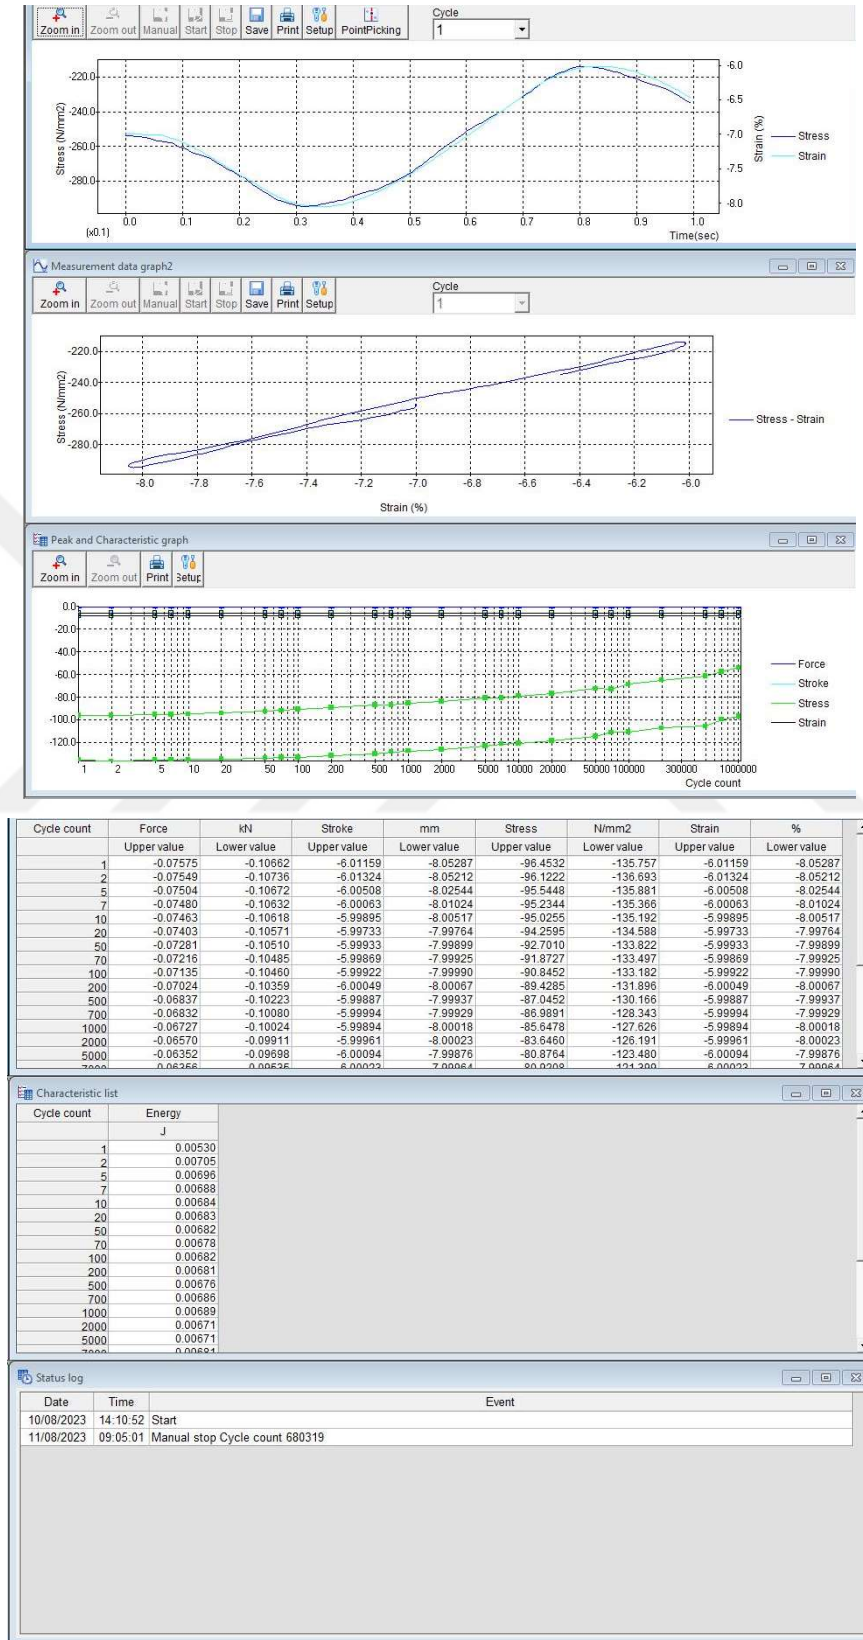 Zoom in Zoom out Manual Start Stop Save Print Setup PointPicking Cycle 1
Stress (N/mm2)
-220.0
-240.0
-260.0
-280.0
-6.0
-6.5
-7.0
-7.5
-8.0
Strain (%)
Stress
Strain
0.0 0.1 0.2 0.3 0.4 0.5 0.6 0.7 0.8 0.9 1.0
(x0.1) Time(sec)
Measurement data graph2
Zoom in Zoom out Manual Start Stop Save Print Setup Cycle 1
Stress (N/mm2)
-220.0
-240.0
-260.0
-280.0
Stress - Strain
-8.0 -7.8 -7.6 -7.4 -7.2 -7.0 -6.8 -6.6 -6.4 -6.2 -6.0
Strain (%)
Peak and Characteristic graph
Zoom in Zoom out Print Setup
0.0
-20.0
-40.0
-60.0
-80.0
-100.0
-120.0
Force
Stroke
Stress
Strain
1 2 5 10 20 50 100 200 500 1000 2000 5000 10000 20000 50000 100000 300000 1000000
Cycle count
Cycle count Force kN Stroke mm Stress N/mm2 Strain %
Upper value Lower value Upper value Lower value Upper value Lower value Upper value Lower value
1 -0.07575 -0.10662 -6.01159 -8.05287 -96.4532 -135.757 -6.01159 -8.05287
2 -0.07549 -0.10736 -6.01324 -8.05212 -96.1222 -136.693 -6.01324 -8.05212
5 -0.07504 -0.10672 -6.00508 -8.02544 -95.5448 -135.881 -6.00508 -8.02544
7 -0.07480 -0.10632 -6.00063 -8.01024 -95.2344 -135.366 -6.00063 -8.01024
10 -0.07463 -0.10618 -5.99895 -8.00517 -95.0255 -135.192 -5.99895 -8.00517
20 -0.07403 -0.10571 -5.99733 -7.99764 -94.2595 -134.588 -5.99733 -7.99764
50 -0.07281 -0.10510 -5.99933 -7.99899 -92.7010 -133.822 -5.99933 -7.99899
70 -0.07216 -0.10485 -5.99869 -7.99925 -91.8727 -133.497 -5.99869 -7.99925
100 -0.07135 -0.10460 -5.99922 -7.99990 -90.8452 -133.182 -5.99922 -7.99990
200 -0.07024 -0.10359 -6.00049 -8.00067 -89.4285 -131.896 -6.00049 -8.00067
500 -0.06837 -0.10223 -5.99887 -7.99937 -87.0452 -130.166 -5.99887 -7.99937
700 -0.06832 -0.10080 -5.99994 -7.99929 -86.9891 -128.343 -5.99994 -7.99929
1000 -0.06727 -0.10024 -5.99894 -8.00018 -85.6478 -127.626 -5.99894 -8.00018
2000 -0.06570 -0.09911 -5.99961 -8.00023 -83.6460 -126.191 -5.99961 -8.00023
5000 -0.06352 -0.09698 -6.00094 -7.99876 -80.8764 -123.480 -6.00094 -7.99876
Characteristic list
Cycle count Energy
J
1 0.00530
2 0.00705
5 0.00696
7 0.00688
10 0.00684
20 0.00683
50 0.00682
70 0.00678
100 0.00682
200 0.00681
500 0.00676
700 0.00686
1000 0.00689
2000 0.00671
5000 0.00671
Status log
Date Time Event
10/08/2023 14:10:52 Start
11/08/2023 09:05:01 Manual stop Cycle count 680319